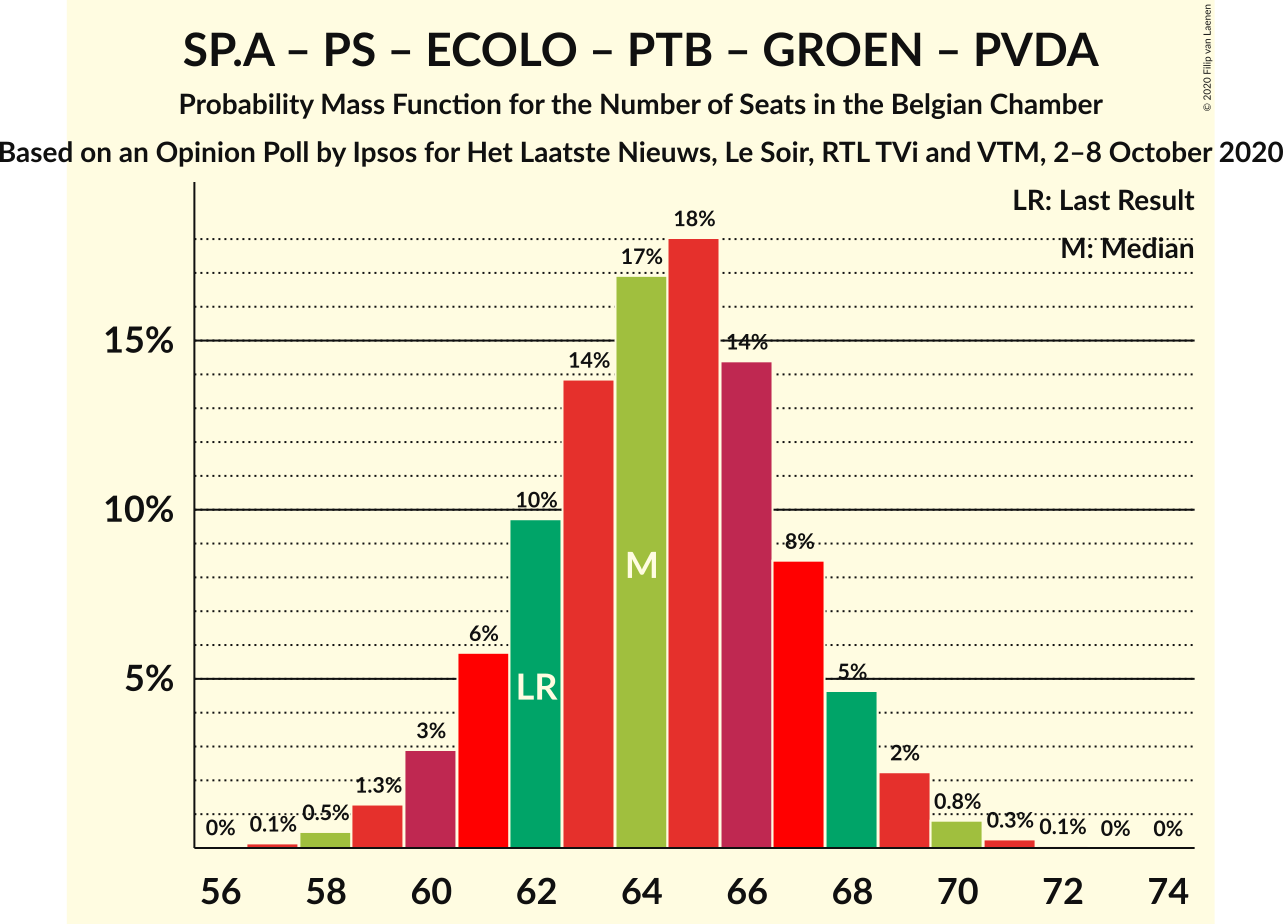 SP.A – PS – ECOLO – PTB – GROEN – PVDA
Probability Mass Function for the Number of Seats in the Belgian Chamber
Based on an Opinion Poll by Ipsos for Het Laatste Nieuws, Le Soir, RTL TVi and VTM, 2–8 October 2020
© 2020 Filip van Laenen
LR: Last Result
M: Median
15%
10%
5%
0%
0.1%
0.5%
1.3%
3%
6%
10%
14%
17%
18%
14%
8%
5%
2%
0.8%
0.3%
0.1%
0%
0%
LR
M
56 58 60 62 64 66 68 70 72 74